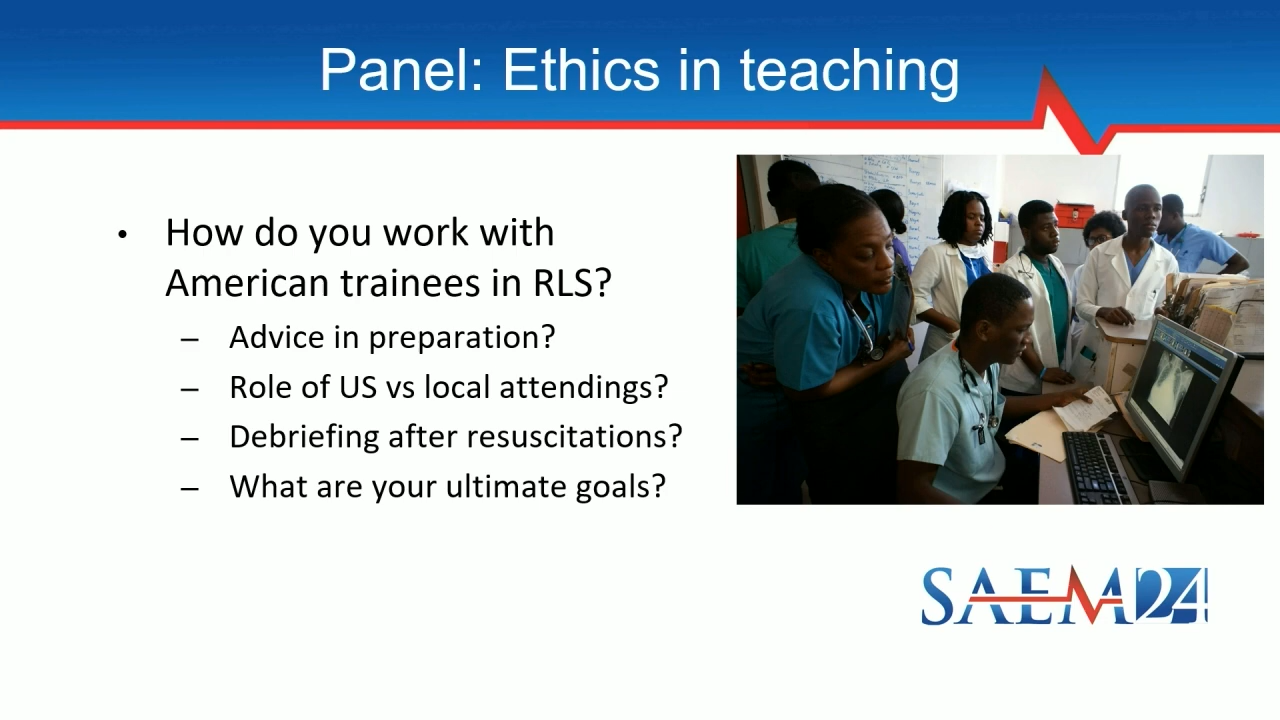 Panel: Ethics in teaching
• How do you work with
American trainees in RLS?
– Advice in preparation?
– Role of US vs local attendings?
– Debriefing after resuscitations?
– What are your ultimate goals?
SAEM24